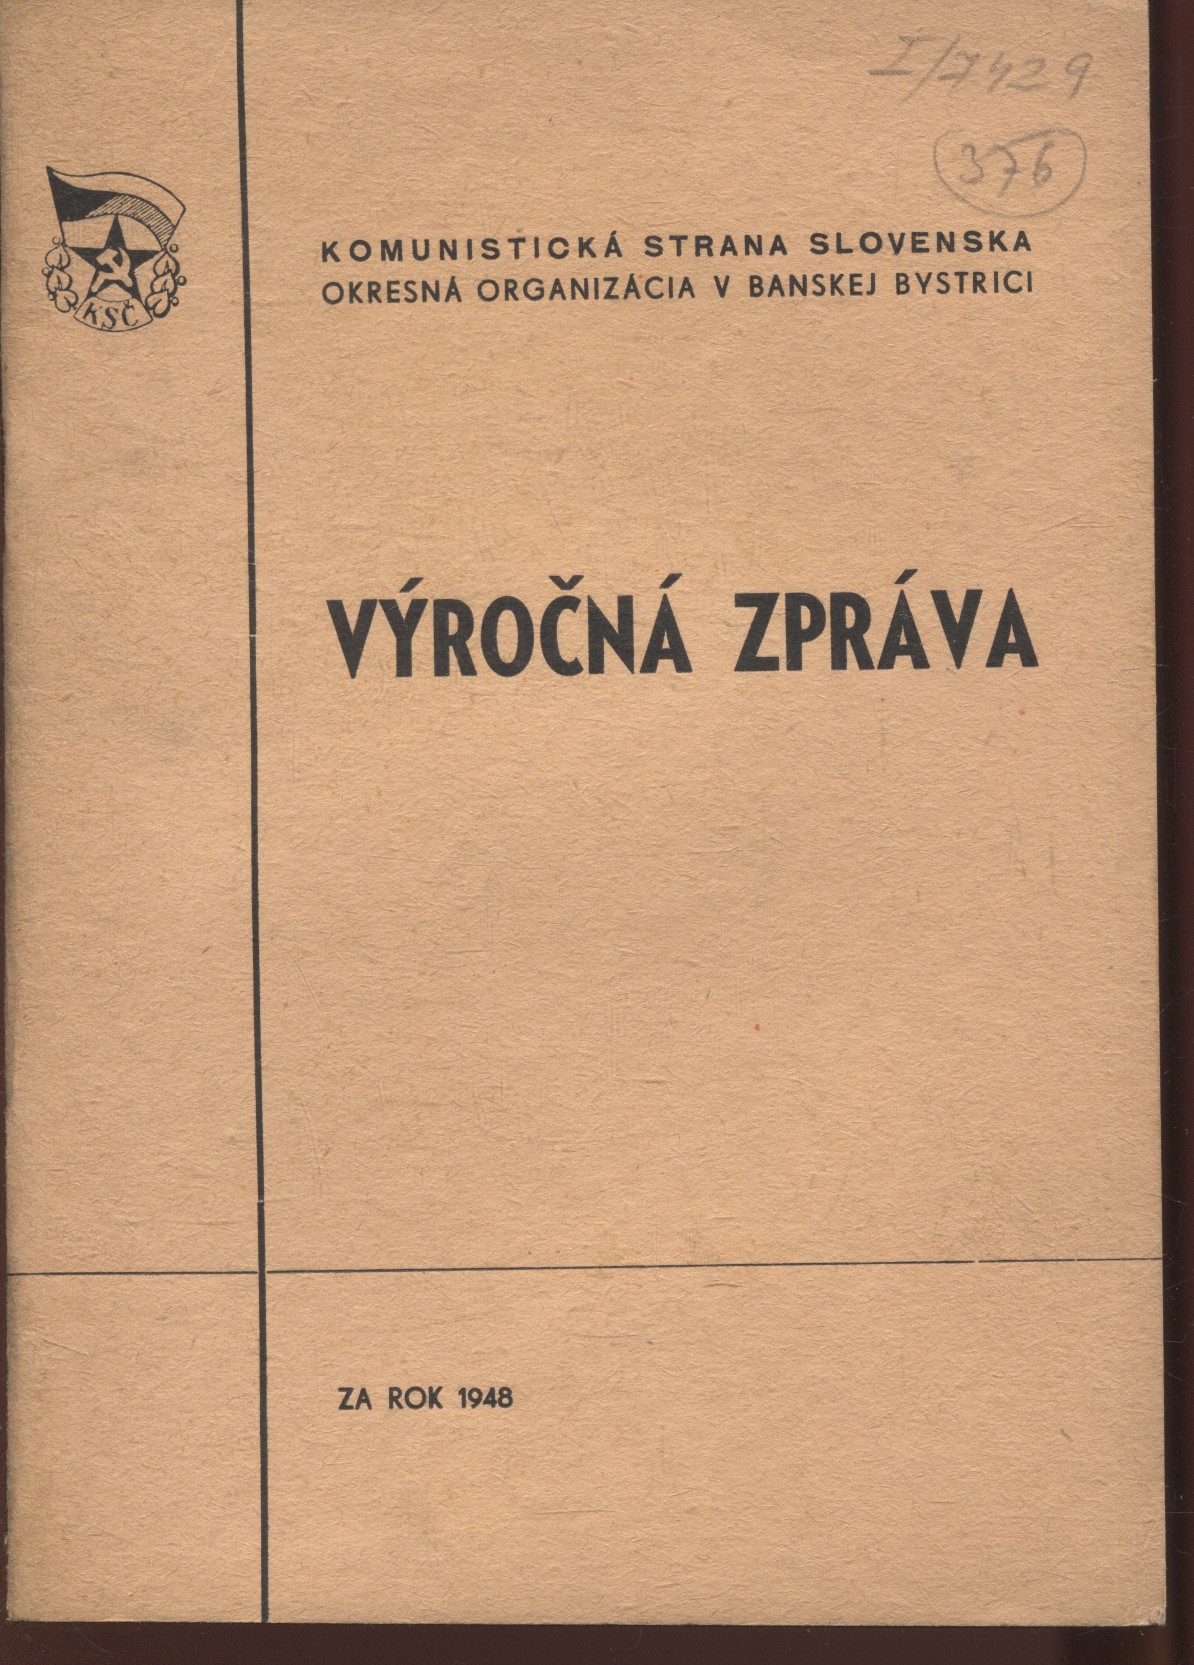 I/7429
376
KSČ
KOMUNISTICKÁ STRANA SLOVENSKA
OKRESNÁ ORGANIZÁCIA V BANSKEJ BYSTRICI
VÝROČNÁ ZPRÁVA
ZA ROK 1948